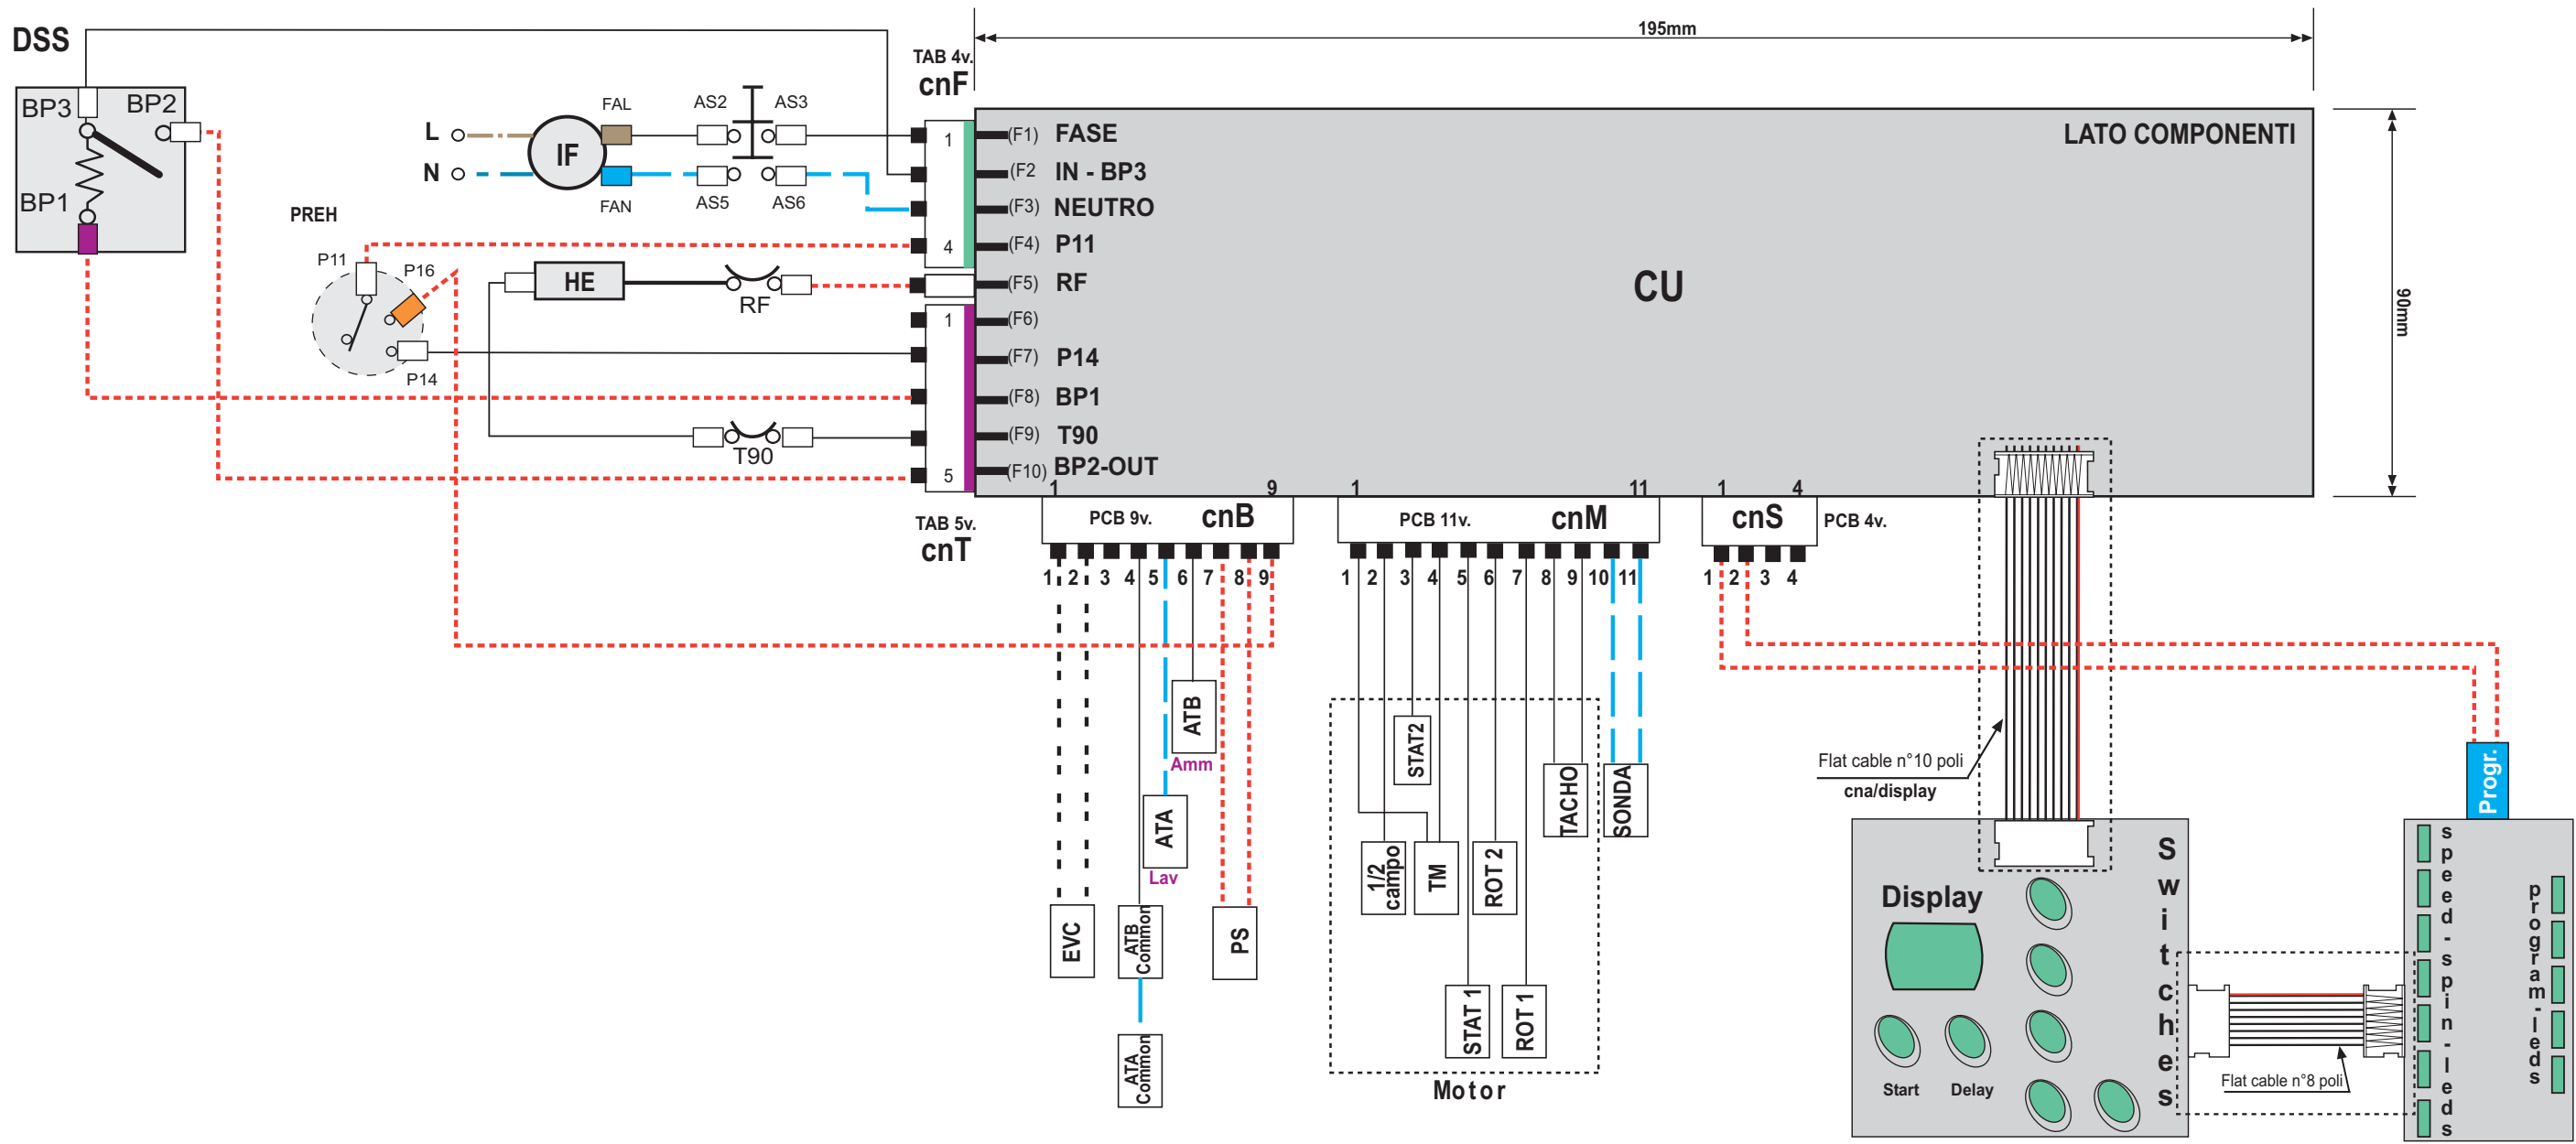 DSS
BP3
BP2
BP1
L
N
IF
FAL
FAN
AS2
AS3
AS5
AS6
PREH
P11
P16
P14
HE
RF
T90
TAB 4v.
cnF
195mm
90mm
1
4
1
5
(F1) FASE
(F2 IN - BP3
(F3) NEUTRO
(F4) P11
(F5) RF
(F6)
(F7) P14
(F8) BP1
(F9) T90
(F10) BP2-OUT
LATO COMPONENTI
CU
TAB 5v.
cnT
1 9
PCB 9v. cnB
1 2 3 4 5 6 7 8 9
1 11
PCB 11v. cnM
1 2 3 4 5 6 7 8 9 10 11
1 4
cnS PCB 4v.
1 2 3 4
EVC
ATB
Common
ATA
Common
ATA
Lav
ATB
Amm
PS
STAT2
1/2
campo
TM
ROT 2
STAT 1
ROT 1
TACHO
SONDA
Motor
Flat cable n°10 poli
cna/display
Display
Switches
Start
Delay
Flat cable n°8 poli
Progr.
speed-spin-leds
program-leds